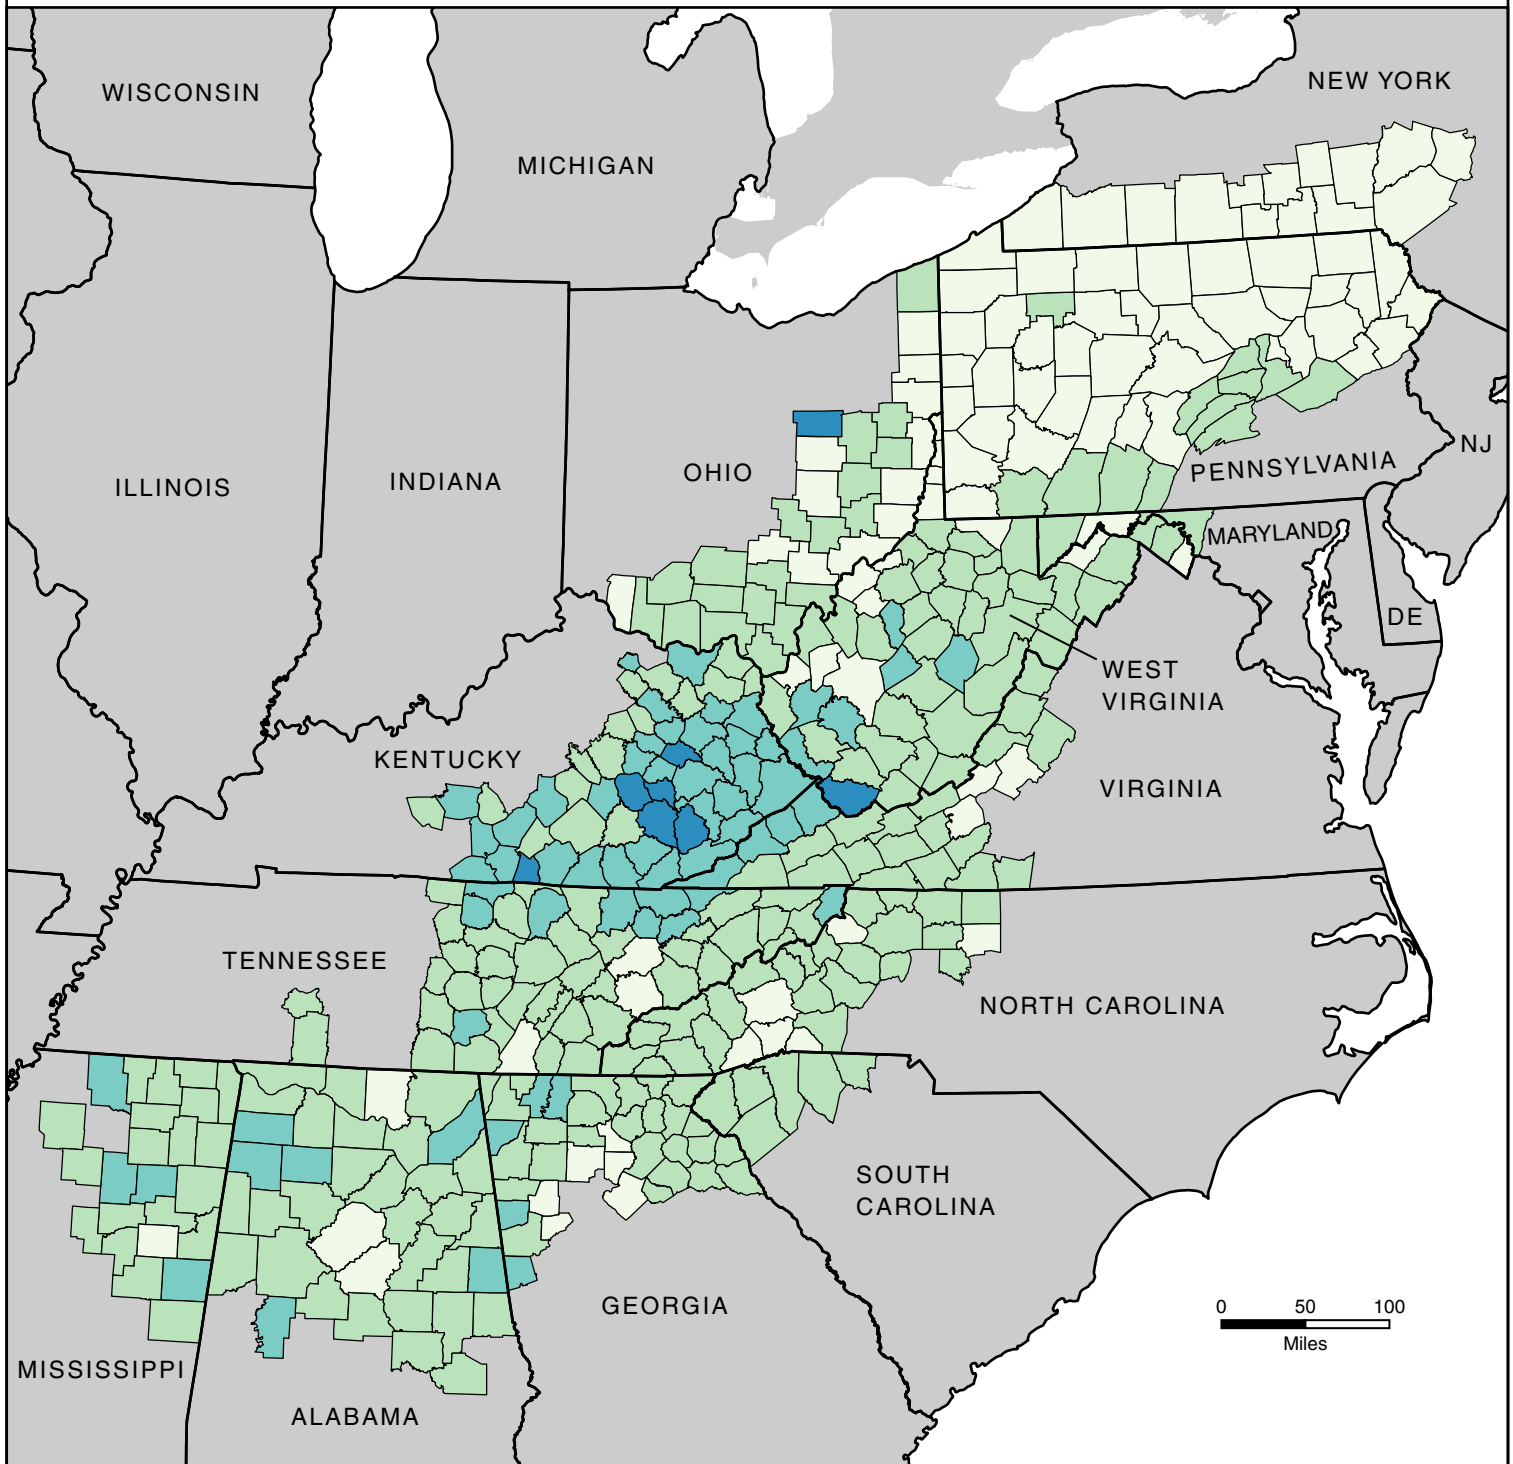 NEW YORK
WISCONSIN
MICHIGAN
NJ
PENNSYLVANIA
OHIO
INDIANA
ILLINOIS
MARYLAND
DE
WEST
VIRGINIA
KENTUCKY
VIRGINIA
TENNESSEE
NORTH CAROLINA
SOUTH
CAROLINA
GEORGIA
0 50 100
Miles
MISSISSIPPI
ALABAMA